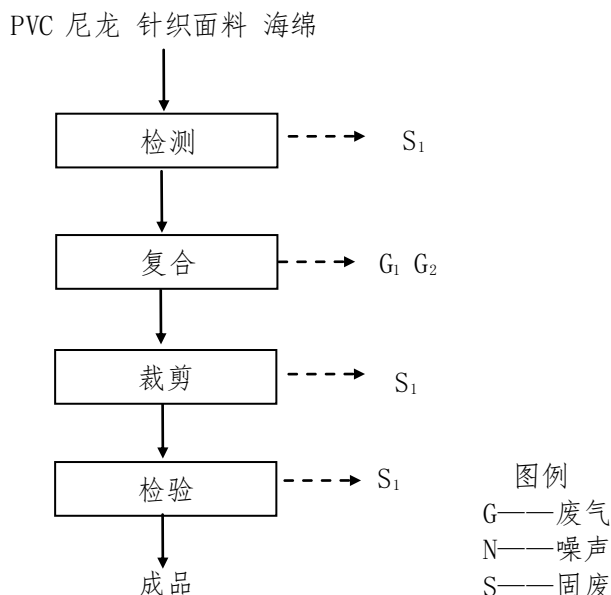 PVC 尼龙 针织面料 海绵
检测
S₁
复合
G₁ G₂
裁剪
S₁
检验
S₁
成品
图例
G——废气
N——噪声
S——固废